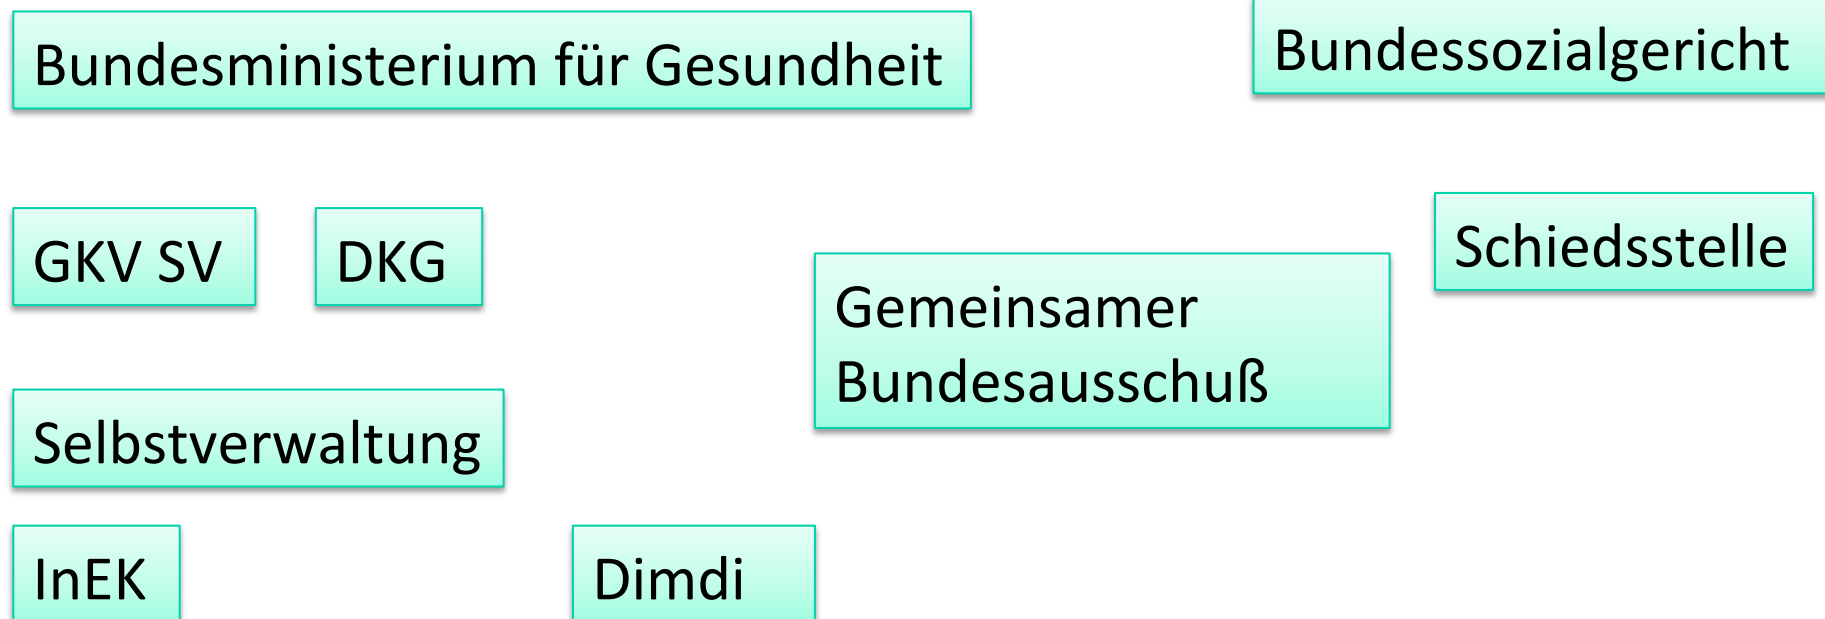 Bundesministerium für Gesundheit
Bundessozialgericht
GKV SV
DKG
Schiedsstelle
Gemeinsamer
Bundesausschuß
Selbstverwaltung
InEK
Dimdi